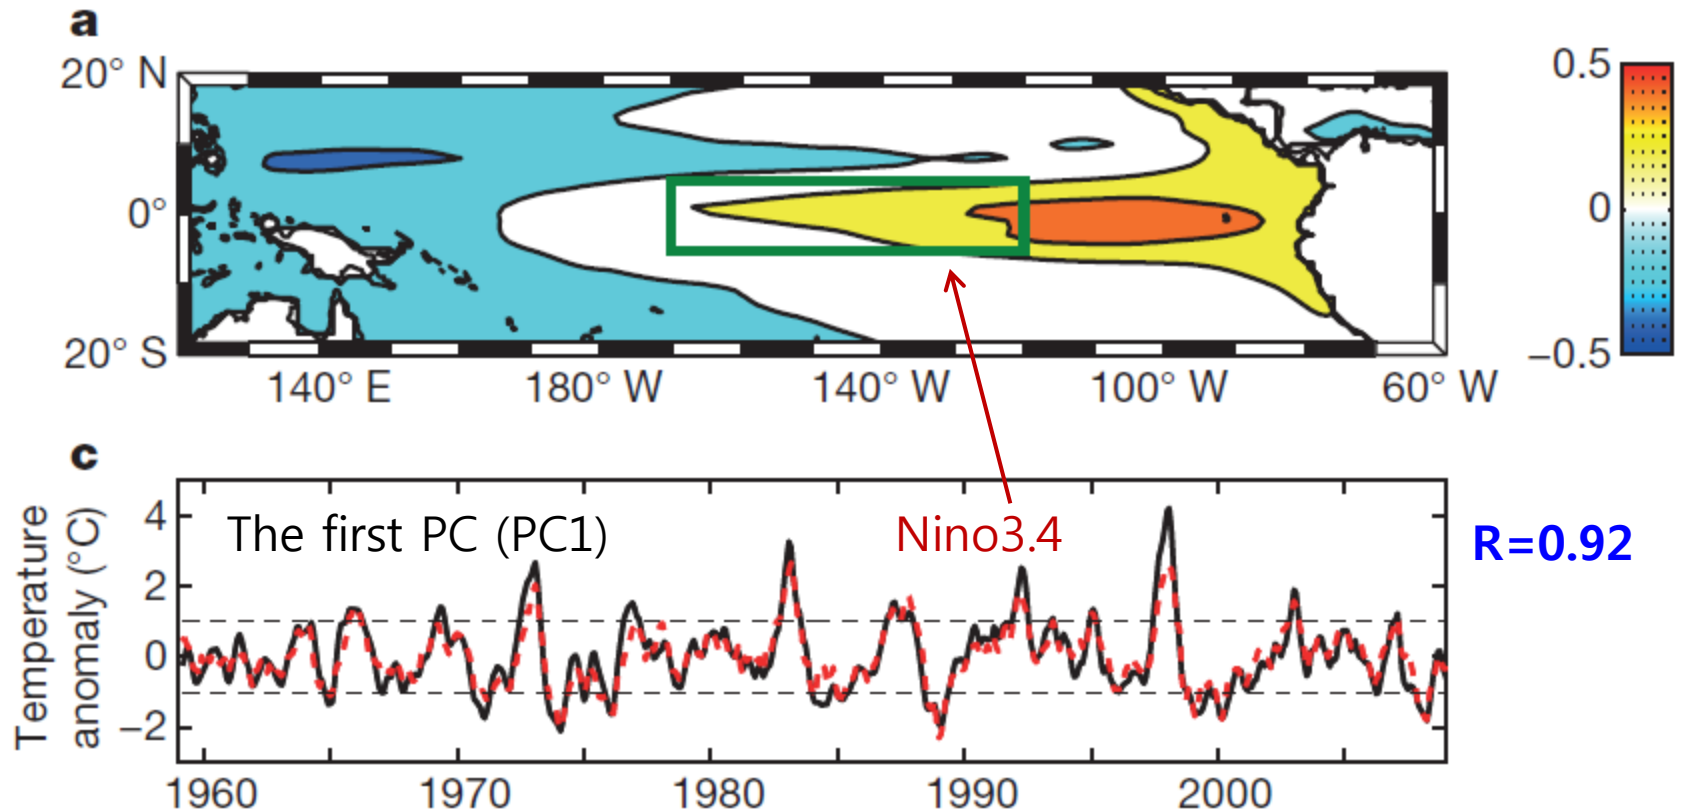 a
20° N
0°
20° S
140° E 180° W 140° W 100° W 60° W
0.5
0
−0.5
c
Temperature
anomaly (°C)
4
2
0
−2
The first PC (PC1)
Nino3.4
R=0.92
1960 1970 1980 1990 2000